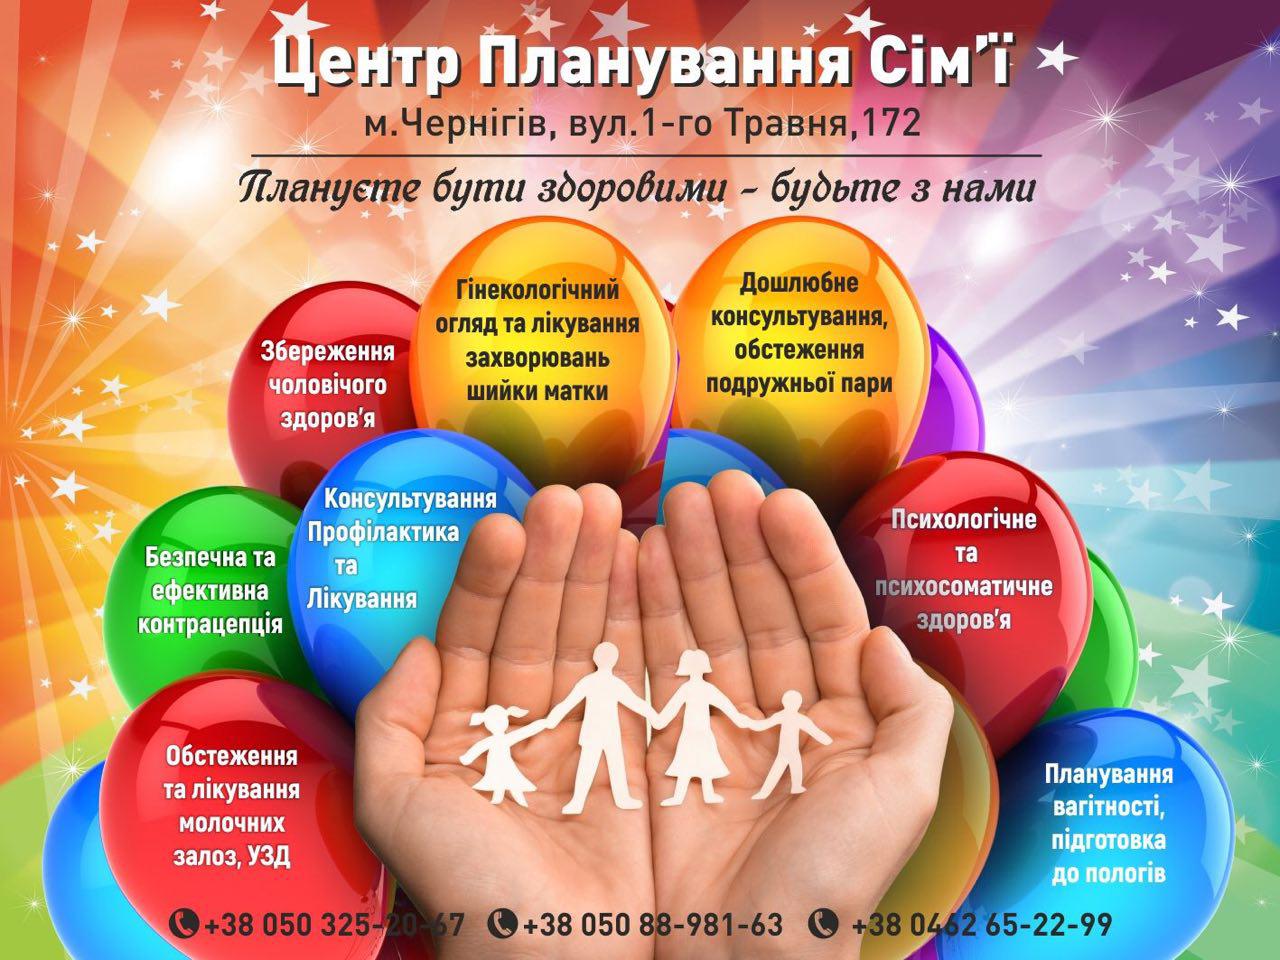 Центр Планування Сім'ї
м.Чернігів, вул.1-го Травня,172
Плануєте бути здоровими - будьте з нами
Гінекологічний
огляд та лікування
захворювань
шийки матки
Дошлюбне
консультування,
обстеження
подружньої пари
Збереження
чоловічого
здоров'я
Консультування
Профілактика
та
Лікування
Психологічне
та
психосоматичне
здоров'я
Безпечна та
ефективна
контрацепція
Обстеження
та лікування
молочних
залоз, УЗД
Планування
вагітності,
підготовка
до пологів
+38 050 325-20-67 +38 050 88-981-63 +38 0462 65-22-99